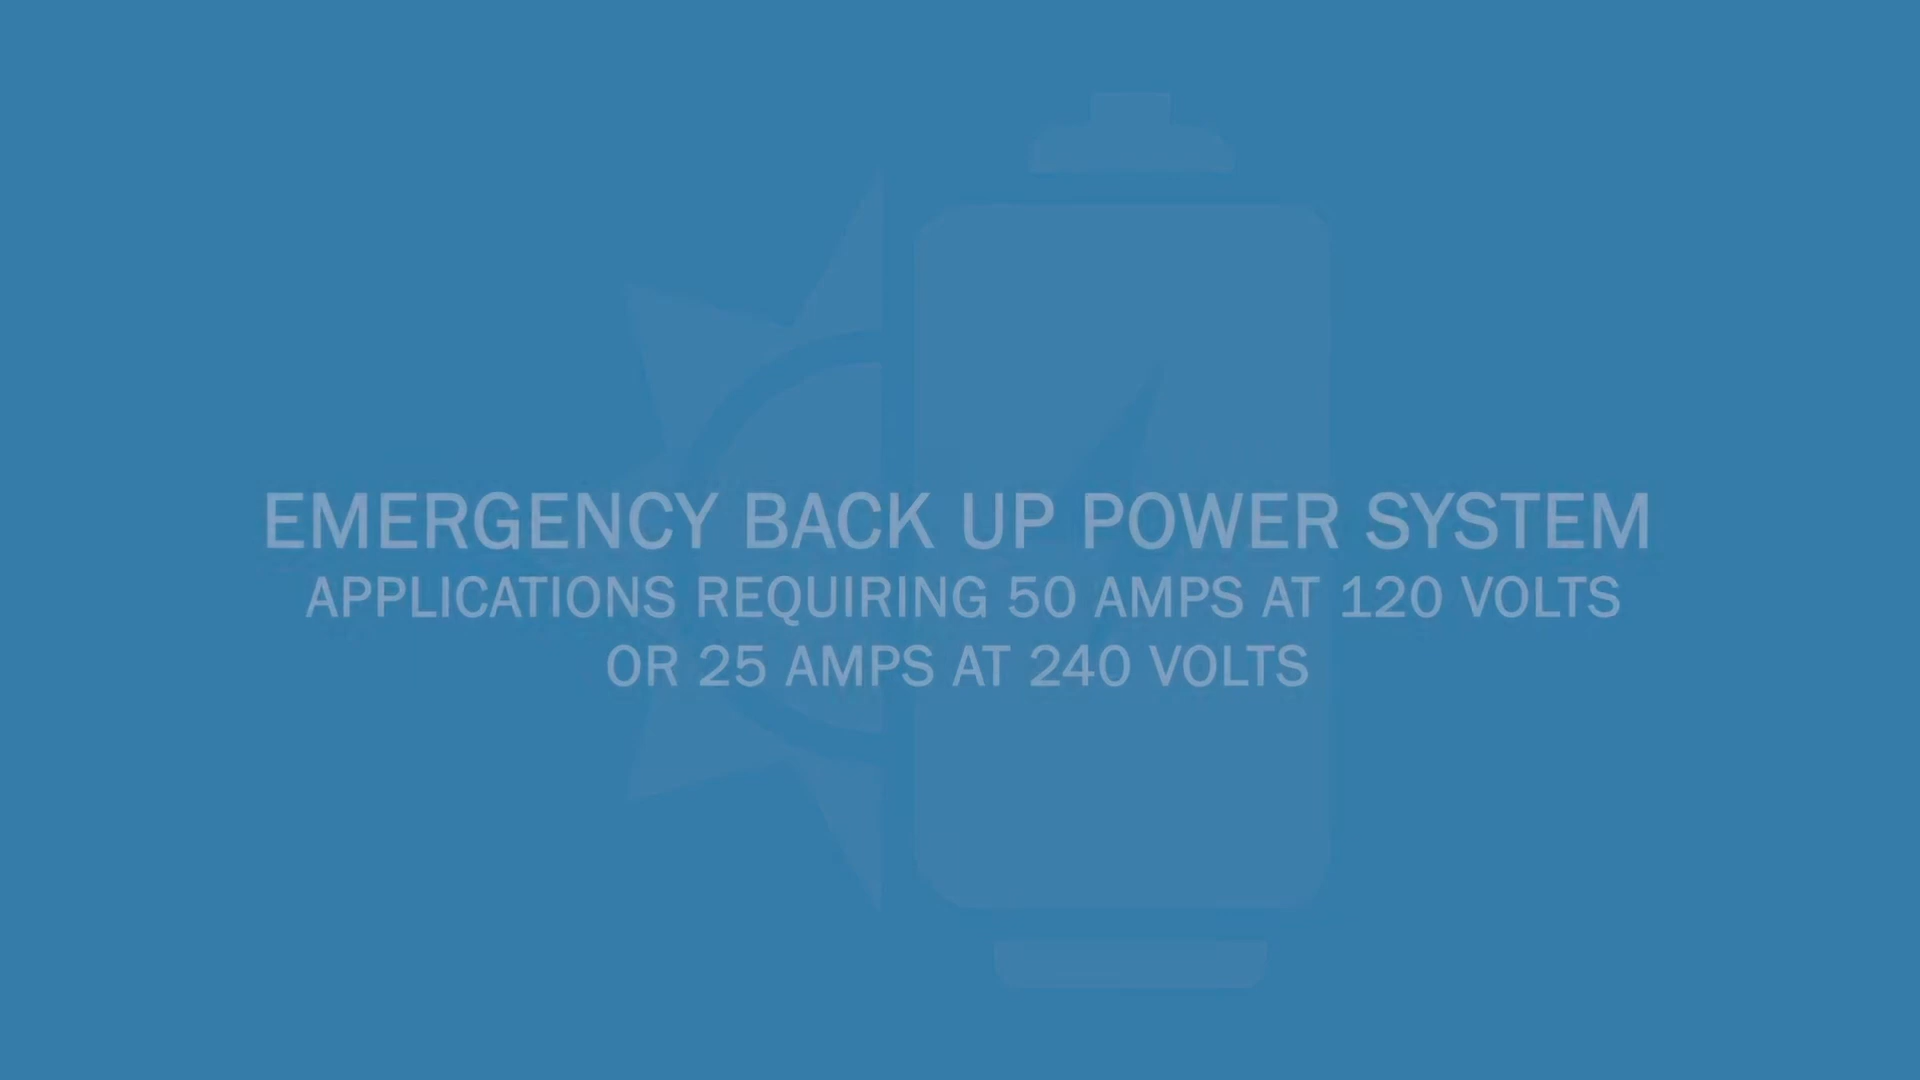 EMERGENCY BACK UP POWER SYSTEM
APPLICATIONS REQUIRING 50 AMPS AT 120 VOLTS
OR 25 AMPS AT 240 VOLTS